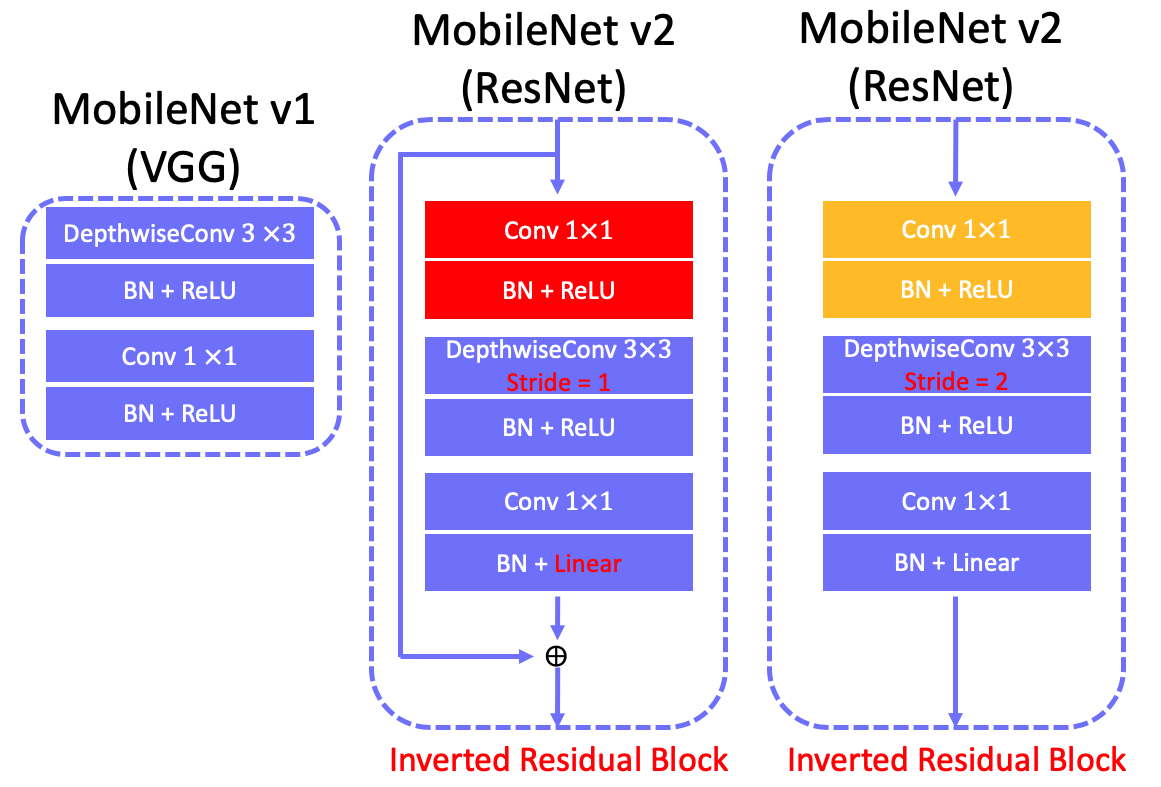 MobileNet v1
(VGG)
DepthwiseConv 3 ×3
BN + ReLU
Conv 1 ×1
BN + ReLU
MobileNet v2
(ResNet)
Conv 1×1
BN + ReLU
DepthwiseConv 3×3
Stride = 1
BN + ReLU
Conv 1×1
BN + Linear
Inverted Residual Block
MobileNet v2
(ResNet)
Conv 1×1
BN + ReLU
DepthwiseConv 3×3
Stride = 2
BN + ReLU
Conv 1×1
BN + Linear
Inverted Residual Block